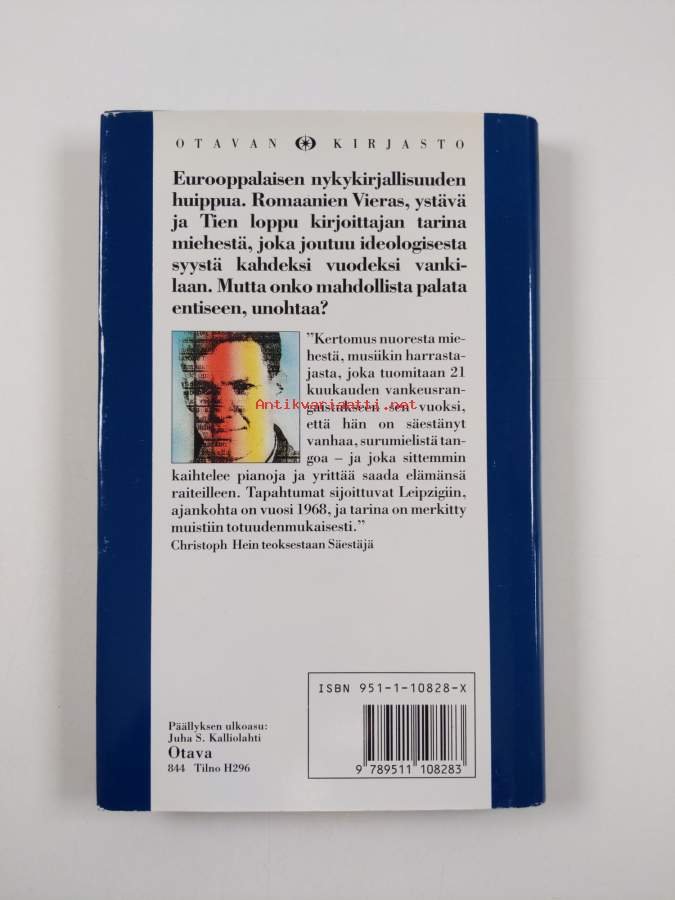 OTAVAN KIRJASTO
Eurooppalaisen nykykirjallisuuden
huippua. Romaanien Vieras, ystävä
ja Tien loppu kirjoittajan tarina
miehestä, joka joutuu ideologisesta
syystä kahdeksi vuodeksi vanki-
laan. Mutta onko mahdollista palata
entiseen, unohtaa?
”Kertomus nuoresta mie-
hestä, musiikin harrasta-
jasta, joka tuomitaan 21
kuukauden vankeusran-
Antikvariaatti.net
gaistukseen sen vuoksi,
että hän on säestänyt
vanhaa, surumielistä tan-
goa – ja joka sittemmin
kaihtelee pianoja ja yrittää saada elämänsä
raiteilleen. Tapahtumat sijoittuvat Leipzigiin,
ajankohta on vuosi 1968, ja tarina on merkitty
muistiin totuudenmukaisesti.”
Christoph Hein teoksestaan Säestäjä
ISBN 951-1-10828-X
9 789511 108283
Päällyksen ulkoasu:
Juha S. Kalliolahti
Otava
844 Tilno H296